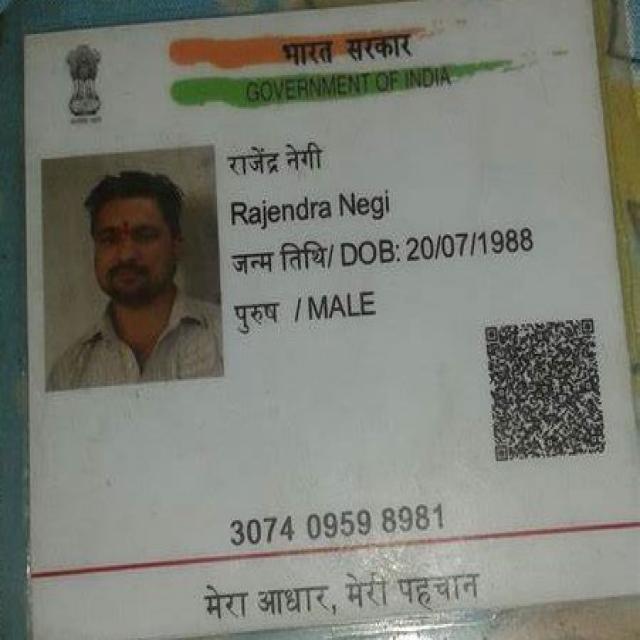 भारत सरकार
GOVERNMENT OF INDIA
राजेंद्र नेगी
Rajendra Negi
जन्म तिथि/ DOB: 20/07/1988
पुरुष / MALE
3074 0959 8981
मेरा आधार, मेरी पहचान